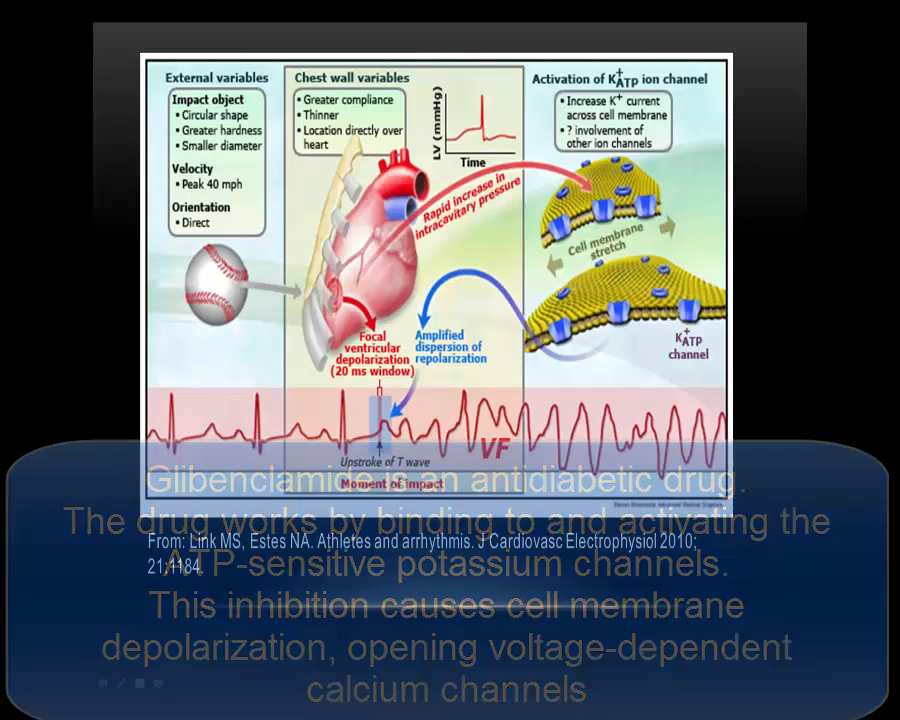 External variables
Impact object
• Circular shape
• Greater hardness
• Smaller diameter
Velocity
• Peak 40 mph
Orientation
• Direct
Chest wall variables
• Greater compliance
• Thinner
• Location directly over
heart
LV (mmHg)
Time
Activation of K+ATP ion channel
• Increase K+ current
across cell membrane
• ? involvement of
other ion channels
Rapid increase in
intracavitary pressure
Cell membrane
stretch
K+ATP
channel
Focal
ventricular
depolarization
(20 ms window)
Amplified
dispersion of
repolarization
VF
Upstroke of T wave
Moment of impact
Glibenclamide is an antidiabetic drug.
The drug works by binding to and activating the
ATP-sensitive potassium channels.
This inhibition causes cell membrane
depolarization, opening voltage-dependent
calcium channels
From: Link MS, Estes NA. Athletes and arrhythmis. J Cardiovasc Electrophysiol 2010;
21;1184.